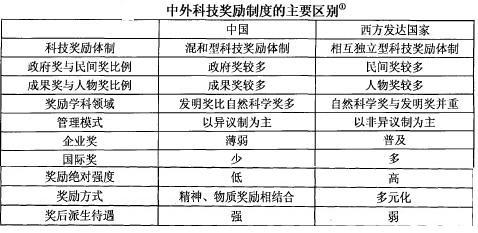 中外科技奖励制度的主要区别①
中国 西方发达国家
科技奖励体制 混和型科技奖励体制 相互独立型科技奖励体制
政府奖与民间奖比例 政府奖较多 民间奖较多
成果奖与人物奖比例 成果奖较多 人物奖较多
奖励学科领域 发明奖比自然科学奖多 自然科学奖与发明奖并重
管理模式 以异议制为主 以非异议制为主
企业奖 薄弱 普及
国际奖 少 多
奖励绝对强度 低 高
奖励方式 精神、物质奖励相结合 多元化
奖后派生待遇 强 弱